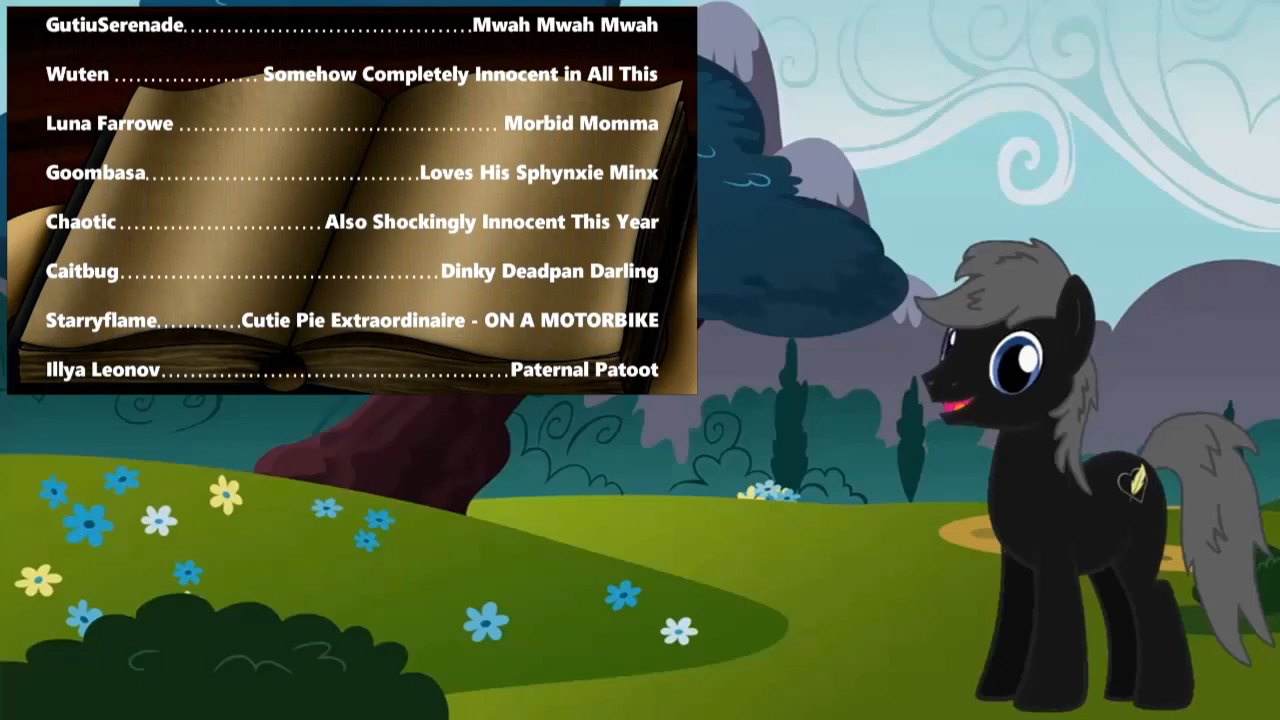 GutiuSerenade.................................Mwah Mwah Mwah
Wuten .................... Somehow Completely Innocent in All This
Luna Farrowe ............................................ Morbid Momma
Goombasa......................................Loves His Sphynxie Minx
Chaotic............................Also Shockingly Innocent This Year
Caitbug............................................Dinky Deadpan Darling
Starryflame............Cutie Pie Extraordinaire - ON A MOTORBIKE
Illya Leonov................................................Paternal Patoot